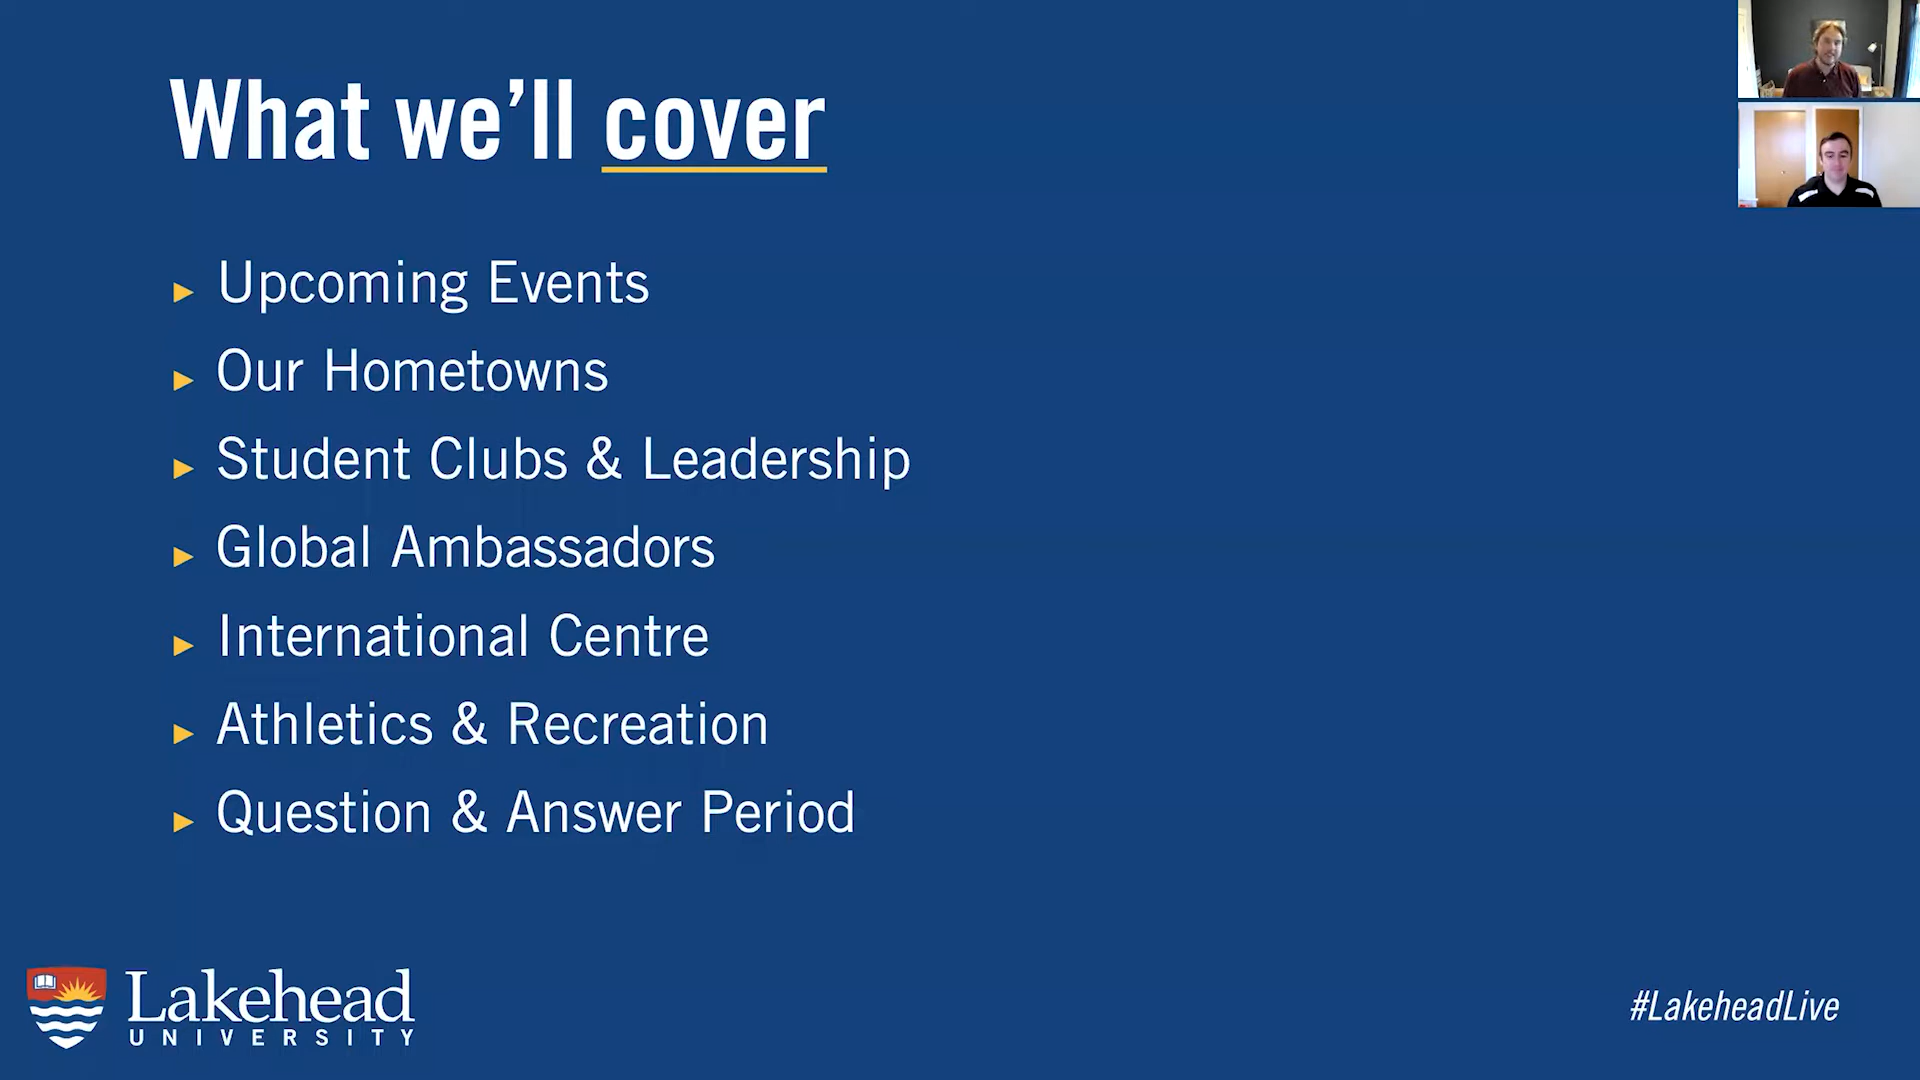 What we’ll cover
► Upcoming Events
► Our Hometowns
► Student Clubs & Leadership
► Global Ambassadors
► International Centre
► Athletics & Recreation
► Question & Answer Period
Lakehead
UNIVERSITY
#LakeheadLive